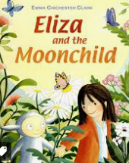 EMMA CHICHESTER CLARK
Eliza
and the
Moonchild